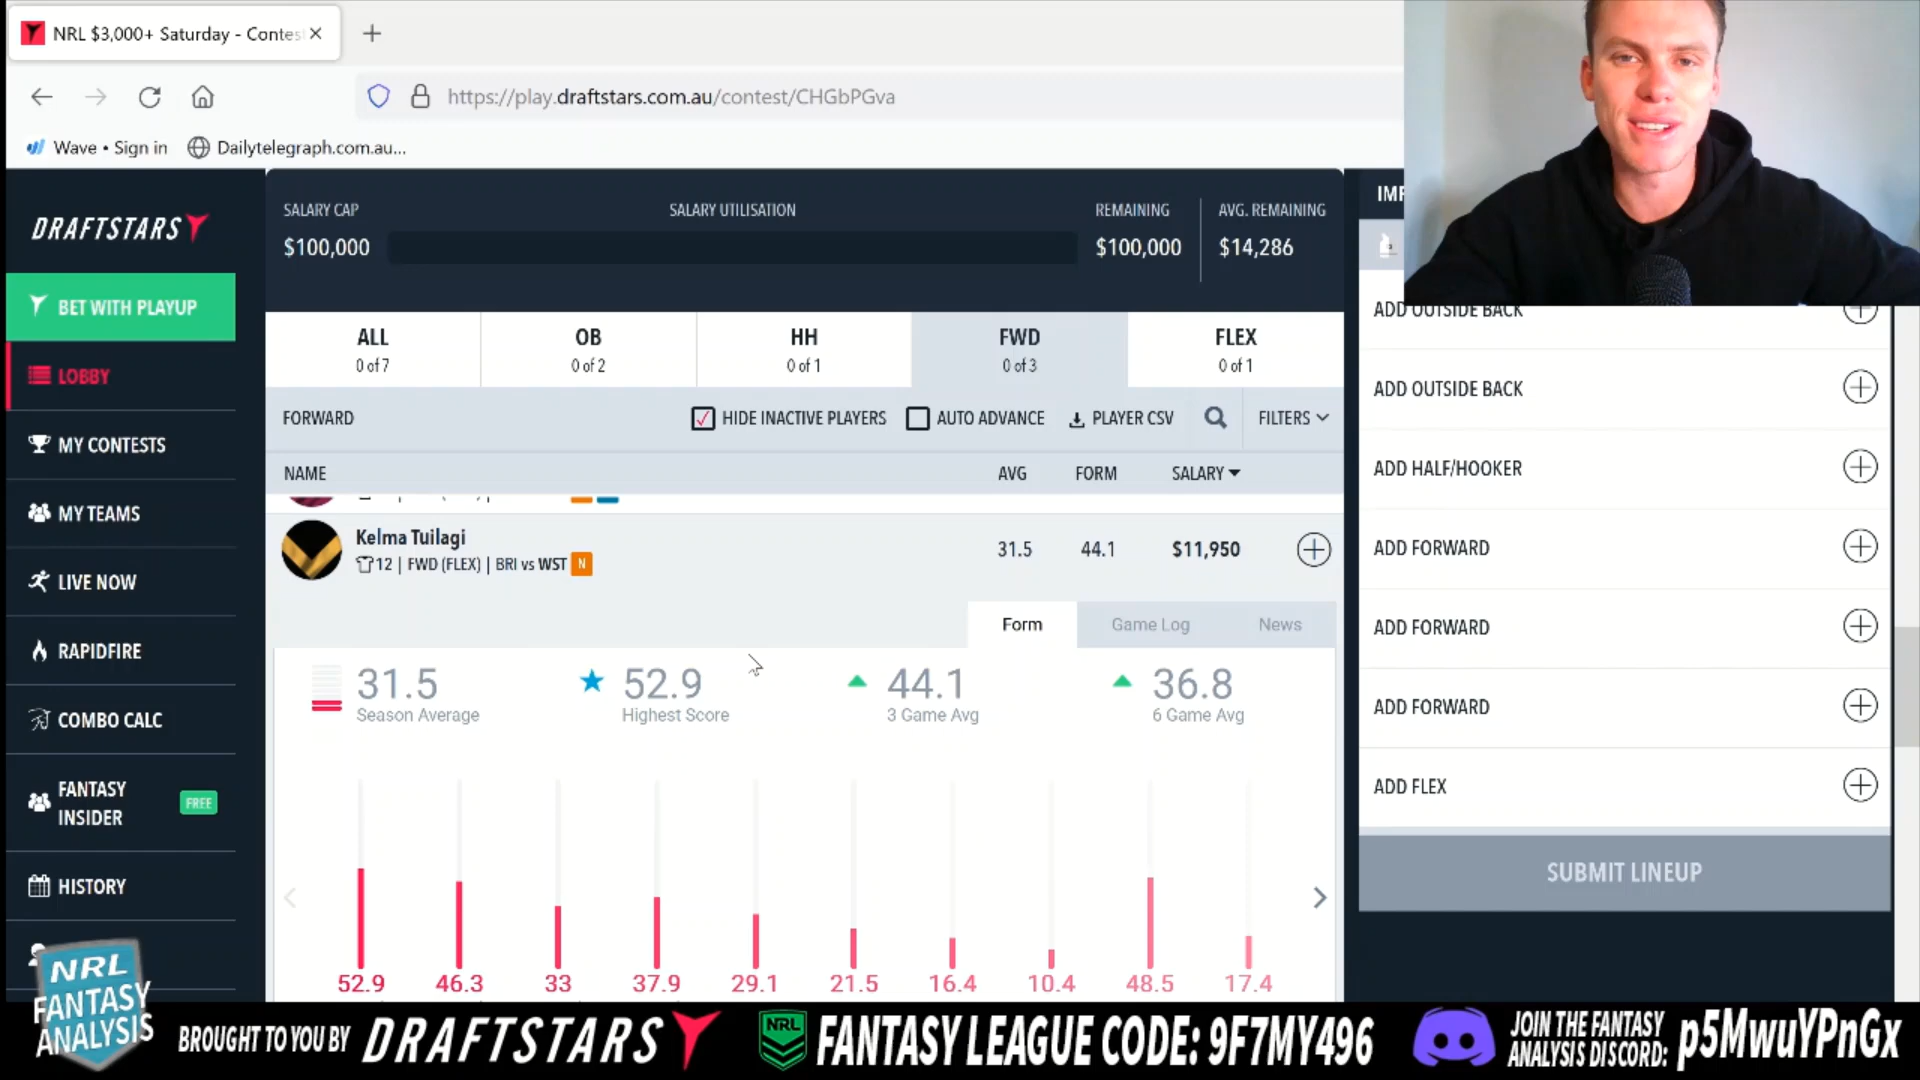 NRL $3,000+ Saturday - Contes
https://play.draftstars.com.au/contest/CHGbPGva
Wave • Sign in
Dailytelegraph.com.au...
DRAFTSTARS
BET WITH PLAYUP
LOBBY
MY CONTESTS
MY TEAMS
LIVE NOW
RAPIDFIRE
COMBO CALC
FANTASY
INSIDER
FREE
HISTORY
SALARY CAP
$100,000
SALARY UTILISATION
REMAINING
$100,000
AVG. REMAINING
$14,286
ALL
0 of 7
OB
0 of 2
HH
0 of 1
FWD
0 of 3
FLEX
0 of 1
FORWARD
HIDE INACTIVE PLAYERS
AUTO ADVANCE
PLAYER CSV
FILTERS
NAME
AVG
FORM
SALARY
Kelma Tuilagi
12 | FWD (FLEX) | BRI vs WST N
31.5
44.1
$11,950
Form
Game Log
News
31.5
Season Average
52.9
Highest Score
44.1
3 Game Avg
36.8
6 Game Avg
52.9
46.3
33
37.9
29.1
21.5
16.4
10.4
48.5
17.4
ADD OUTSIDE BACK
ADD OUTSIDE BACK
ADD HALF/HOOKER
ADD FORWARD
ADD FORWARD
ADD FORWARD
ADD FLEX
SUBMIT LINEUP
NRL
FANTASY
ANALYSIS
BROUGHT TO YOU BY DRAFTSTARS
NRL
FANTASY LEAGUE CODE: 9F7MY496
JOIN THE FANTASY
ANALYSIS DISCORD:
p5MwuYPnGx